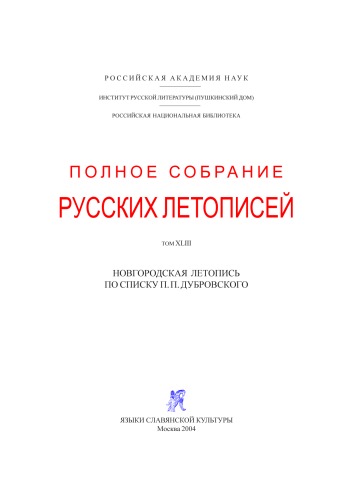 РОССИЙСКАЯ АКАДЕМИЯ НАУК
ИНСТИТУТ РУССКОЙ ЛИТЕРАТУРЫ (ПУШКИНСКИЙ ДОМ)
РОССИЙСКАЯ НАЦИОНАЛЬНАЯ БИБЛИОТЕКА
ПОЛНОЕ СОБРАНИЕ
РУССКИХ ЛЕТОПИСЕЙ
ТОМ XLIII
НОВГОРОДСКАЯ ЛЕТОПИСЬ
ПО СПИСКУ П. П. ДУБРОВСКОГО
ЯЗЫКИ СЛАВЯНСКОЙ КУЛЬТУРЫ
Москва 2004